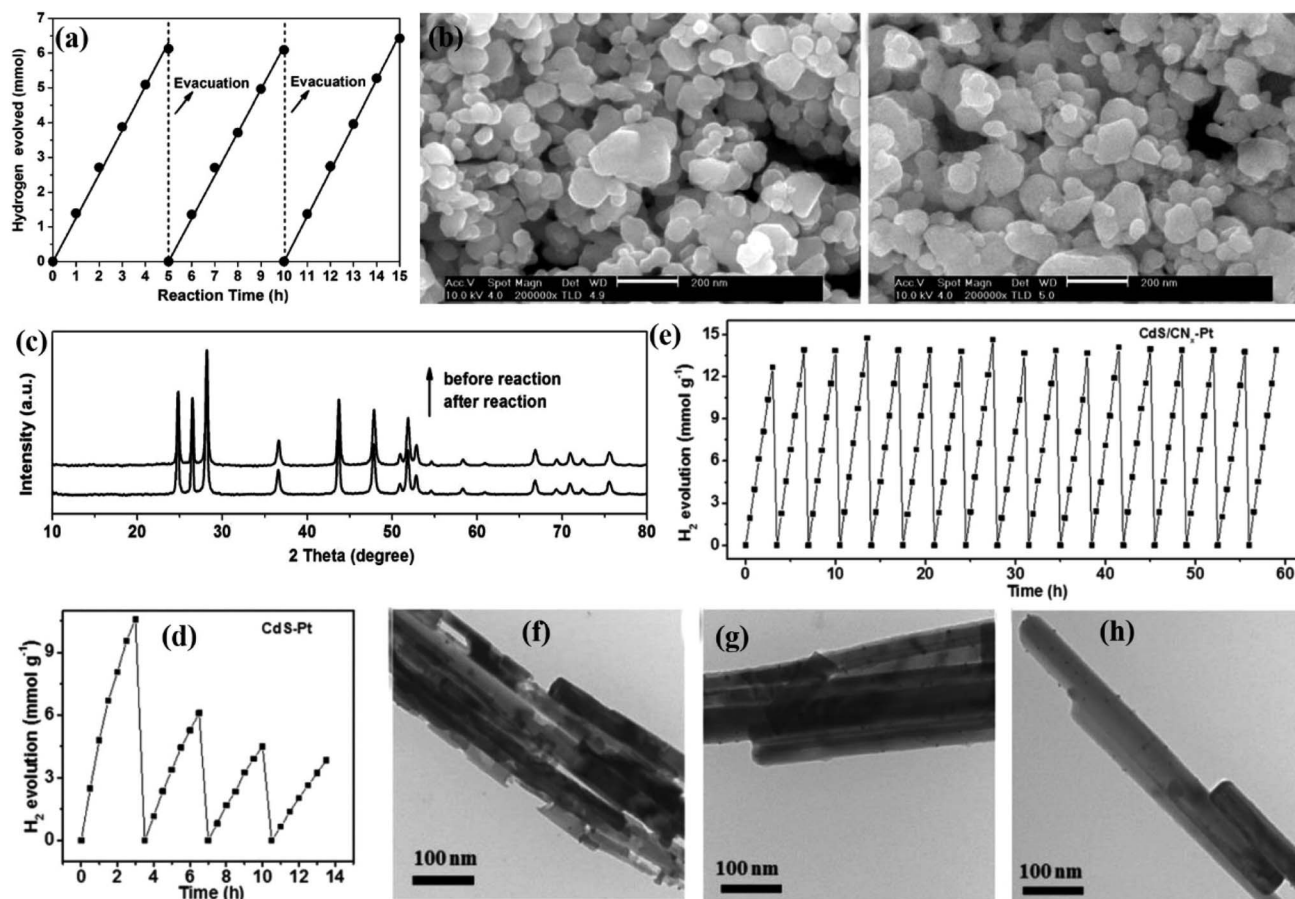 (a)
Hydrogen evolved (mmol)
7
6
5
4
3
2
1
0
Evacuation
Evacuation
0 1 2 3 4 5 6 7 8 9 10 11 12 13 14 15
Reaction Time (h)
(b)
Acc V Spot Magn Det WD 200 nm
10.0 kV 4.0 200000x TLD 4.9
Acc V Spot Magn Det WD 200 nm
10.0 kV 4.0 200000x TLD 5.0
(c)
Intensity (a.u.)
before reaction
after reaction
10 20 30 40 50 60 70 80
2 Theta (degree)
(e)
CdS/CNₓ-Pt
H₂ evolution (mmol g⁻¹)
15
12
9
6
3
0
0 10 20 30 40 50 60
Time (h)
(d)
CdS-Pt
H₂ evolution (mmol g⁻¹)
9
6
3
0
0 2 4 6 8 10 12 14
Time (h)
(f)
100 nm
(g)
100 nm
(h)
100 nm